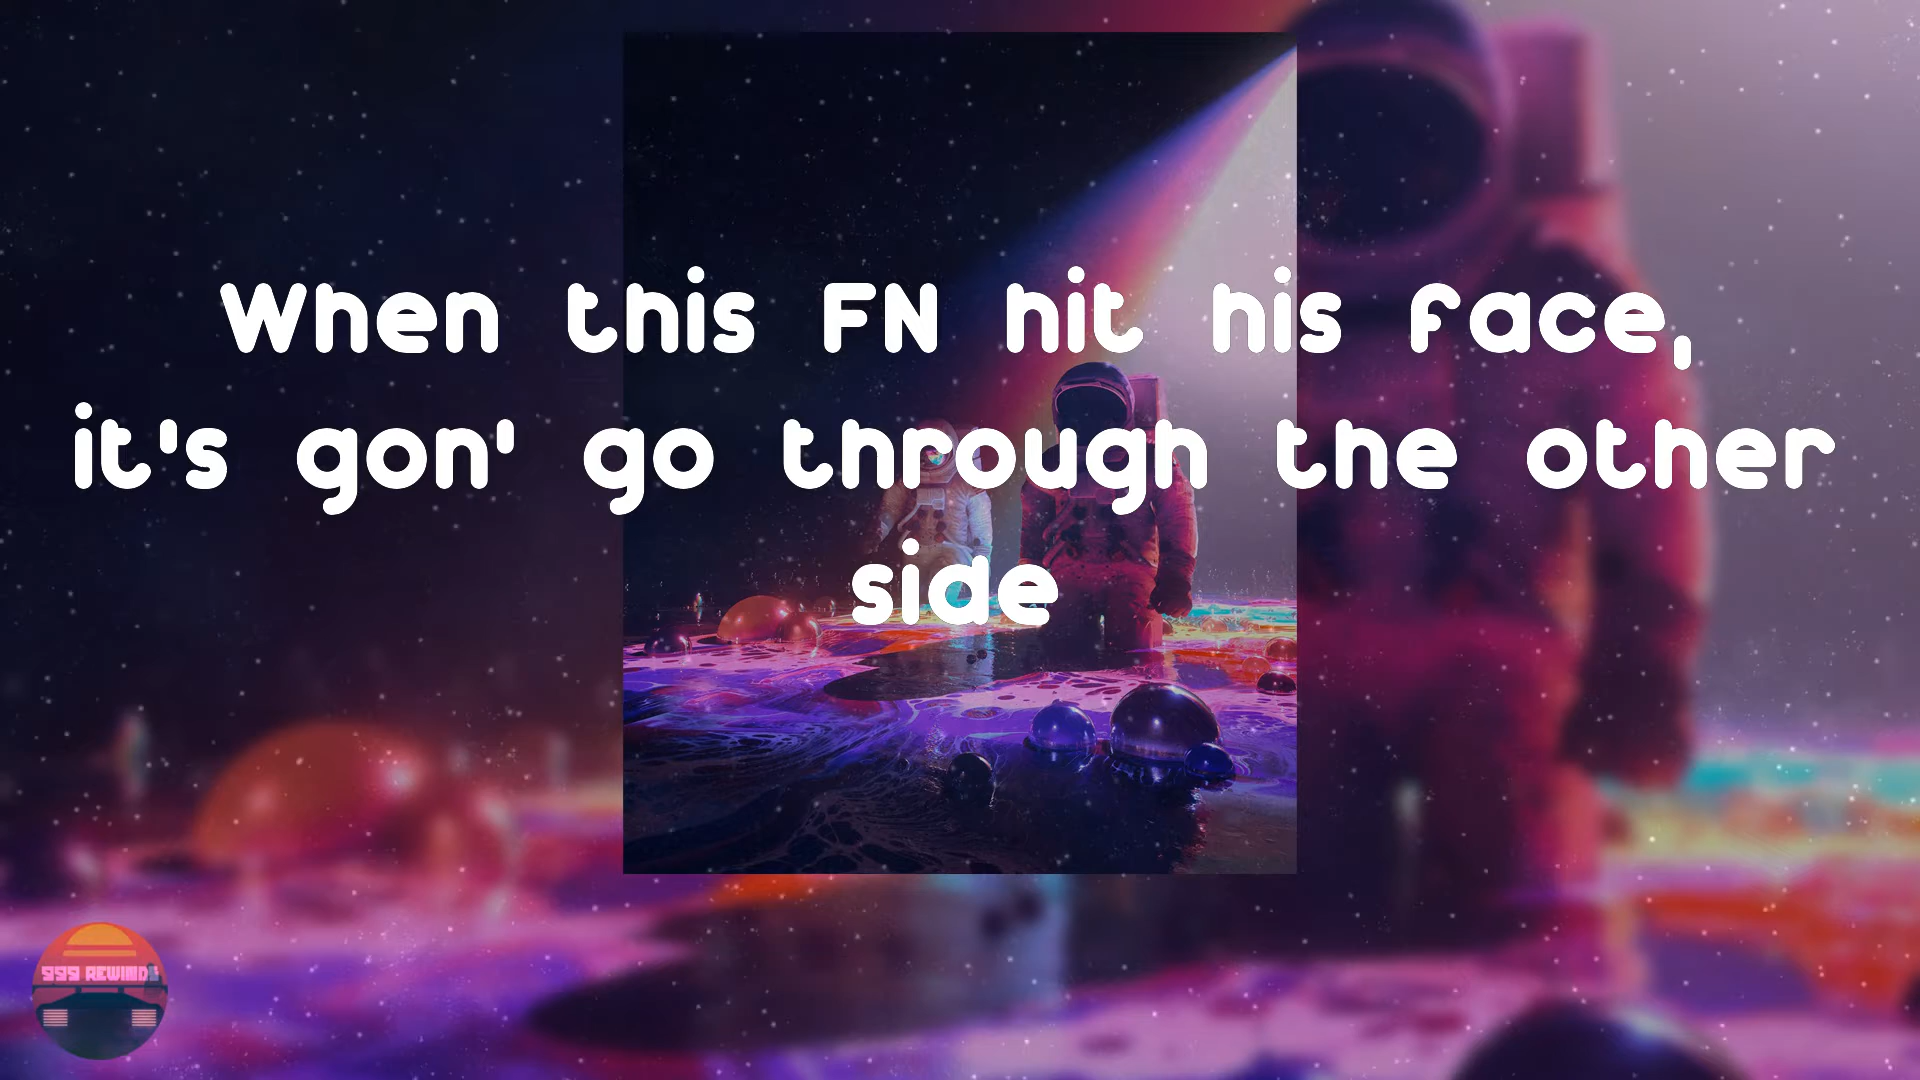 When this FN hit his face,
it's gon' go through the other
side
999 REWIND